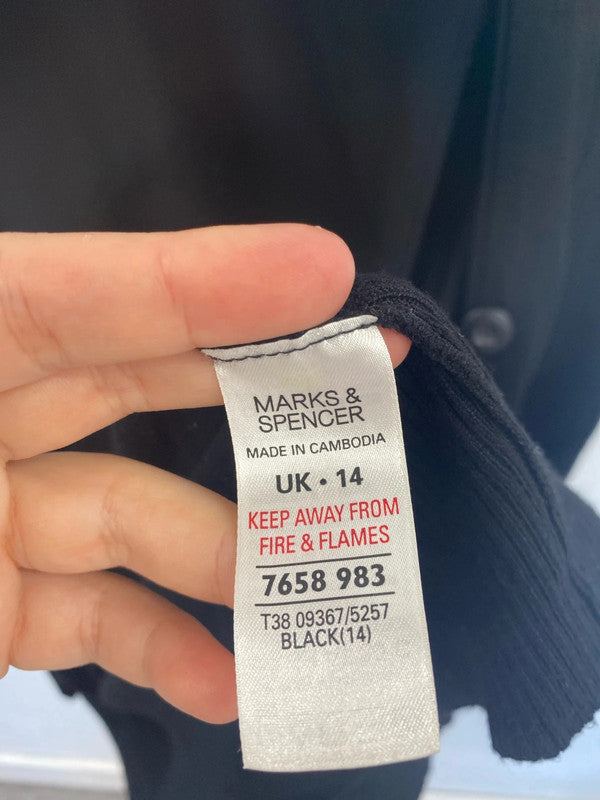 MARKS &
SPENCER
MADE IN CAMBODIA
UK • 14
KEEP AWAY FROM
FIRE & FLAMES
7658 983
T38 09367/5257
BLACK(14)